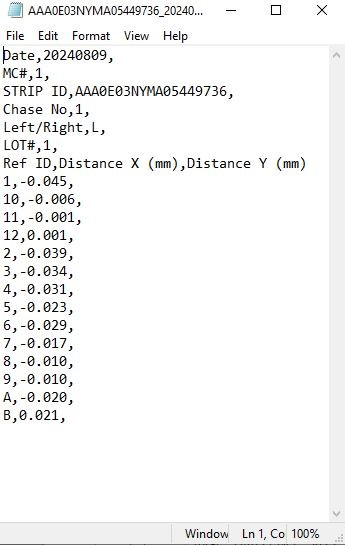 AAA0E03NYMA05449736_20240...
File Edit Format View Help
Date,20240809,
MC#,1,
STRIP ID,AAA0E03NYMA05449736,
Chase No,1,
Left/Right,L,
LOT#,1,
Ref ID,Distance X (mm),Distance Y (mm)
1,-0.045,
10,-0.006,
11,-0.001,
12,0.001,
2,-0.039,
3,-0.034,
4,-0.031,
5,-0.023,
6,-0.029,
7,-0.017,
8,-0.010,
9,-0.010,
A,-0.020,
B,0.021,
Window Ln 1, Co 100%